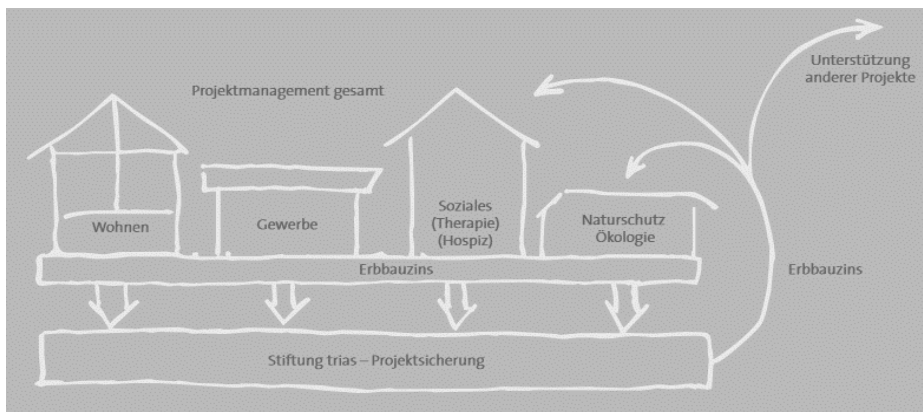 Unterstützung
anderer Projekte
Projektmanagement gesamt
Wohnen
Gewerbe
Soziales
(Therapie)
(Hospiz)
Naturschutz
Ökologie
Erbbauzins
Erbbauzins
Stiftung trias – Projektsicherung